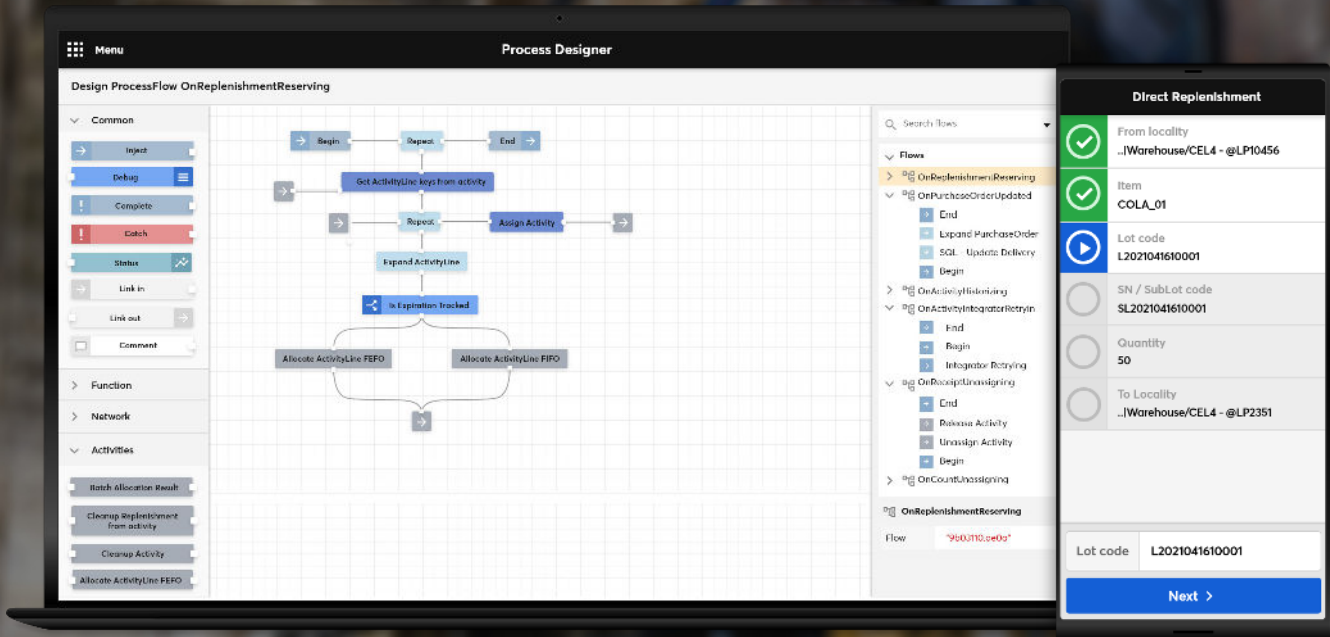 Menu
Process Designer
Design ProcessFlow OnReplenishmentReserving
Common
Inject
Debug
Complete
Catch
Status
Link in
Link out
Comment
Function
Network
Activities
Batch Allocation Result
Cleanup Replenishment
from activity
Cleanup Activity
Allocate ActivityLine FEFO
Begin
Repeat
End
Get ActivityLine keys from activity
Repeat
Assign Activity
Expand ActivityLine
Is Expiration Tracked
Allocate ActivityLine FEFO
Allocate ActivityLine FIFO
Search flows
Flows
OnReplenishmentReserving
OnPurchaseOrderUpdated
End
Expand PurchaseOrder
SQL - Update Delivery
Begin
OnActivityHistorizing
OnActivityIntegratorRetryin
End
Begin
Integrator Retrying
OnReceiptUnassigning
End
Release Activity
Unassign Activity
Begin
OnCountUnassigning
OnReplenishmentReserving
Flow
"9b03110.ae0a"
Direct Replenishment
From locality
..|Warehouse/CEL4 - @LP10456
Item
COLA_01
Lot code
L2021041610001
SN / SubLot code
SL2021041610001
Quantity
50
To Locality
..|Warehouse/CEL4 - @LP2351
Lot code
L2021041610001
Next >